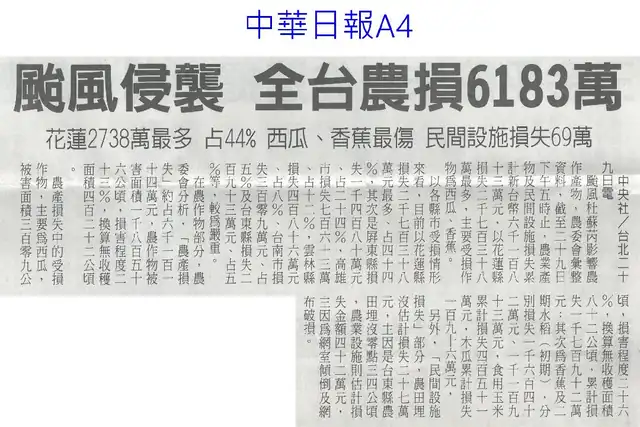 中華日報A4
颱風侵襲 全台農損6183萬
花蓮2738萬最多 占44% 西瓜、香蕉最傷 民間設施損失69萬
中央社/台北二十
九日電
颱風杜蘇芮影響農
作產物。農委會彙整
資料,截至二十九日
下午五時止,農業產
物及民間設施損失累
計新台幣六千一百八
十三萬元,以花蓮縣
損失二千七百三十八
萬最多,主要受損作
物為西瓜、香蕉。
以各縣市受損情形
來看,目前以花蓮縣
損失二千七百三十八
萬元最多、占四十四
%,其次是屏東縣損
失一千四百八十萬元
、占二十四%,高雄
市損失七百六十三萬
、占十二%,雲林縣
損失四百八十六萬元
、占八%、台南市損
失三百零九萬元、占
五%及台東縣損失二
百九十三萬元、占五
%等,較為嚴重。
在農作物部分,農
委會分析,「農產損
失」約占六千一百一
十四萬元,農作物被
害面積一千八百五十
六公頃,損害程度二
十三%,換算無收穫
面積四百二十二公頃
。
農產損失中的受損
作物,主要為西瓜,
被害面積三百零九公
頃,損害程度二十六
%,換算無收穫面積
八十二公頃,累計損
失一千七百九十二萬
元;其次為香蕉及二
期水稻(初期),分
別損失一千六百四十
二萬元、一千一百九
十三萬元,食用玉米
累計損失四百五十一
萬元,木瓜累計損失
一百九十六萬元,
另外,「民間設施
損失」部分,農田埋
沒估計損失二十七萬
元,主因是台東縣農
田埋沒零點三四公頃
,農業設施則估計損
失金額四十二萬元,
主因為網室傾倒及網
布破損。